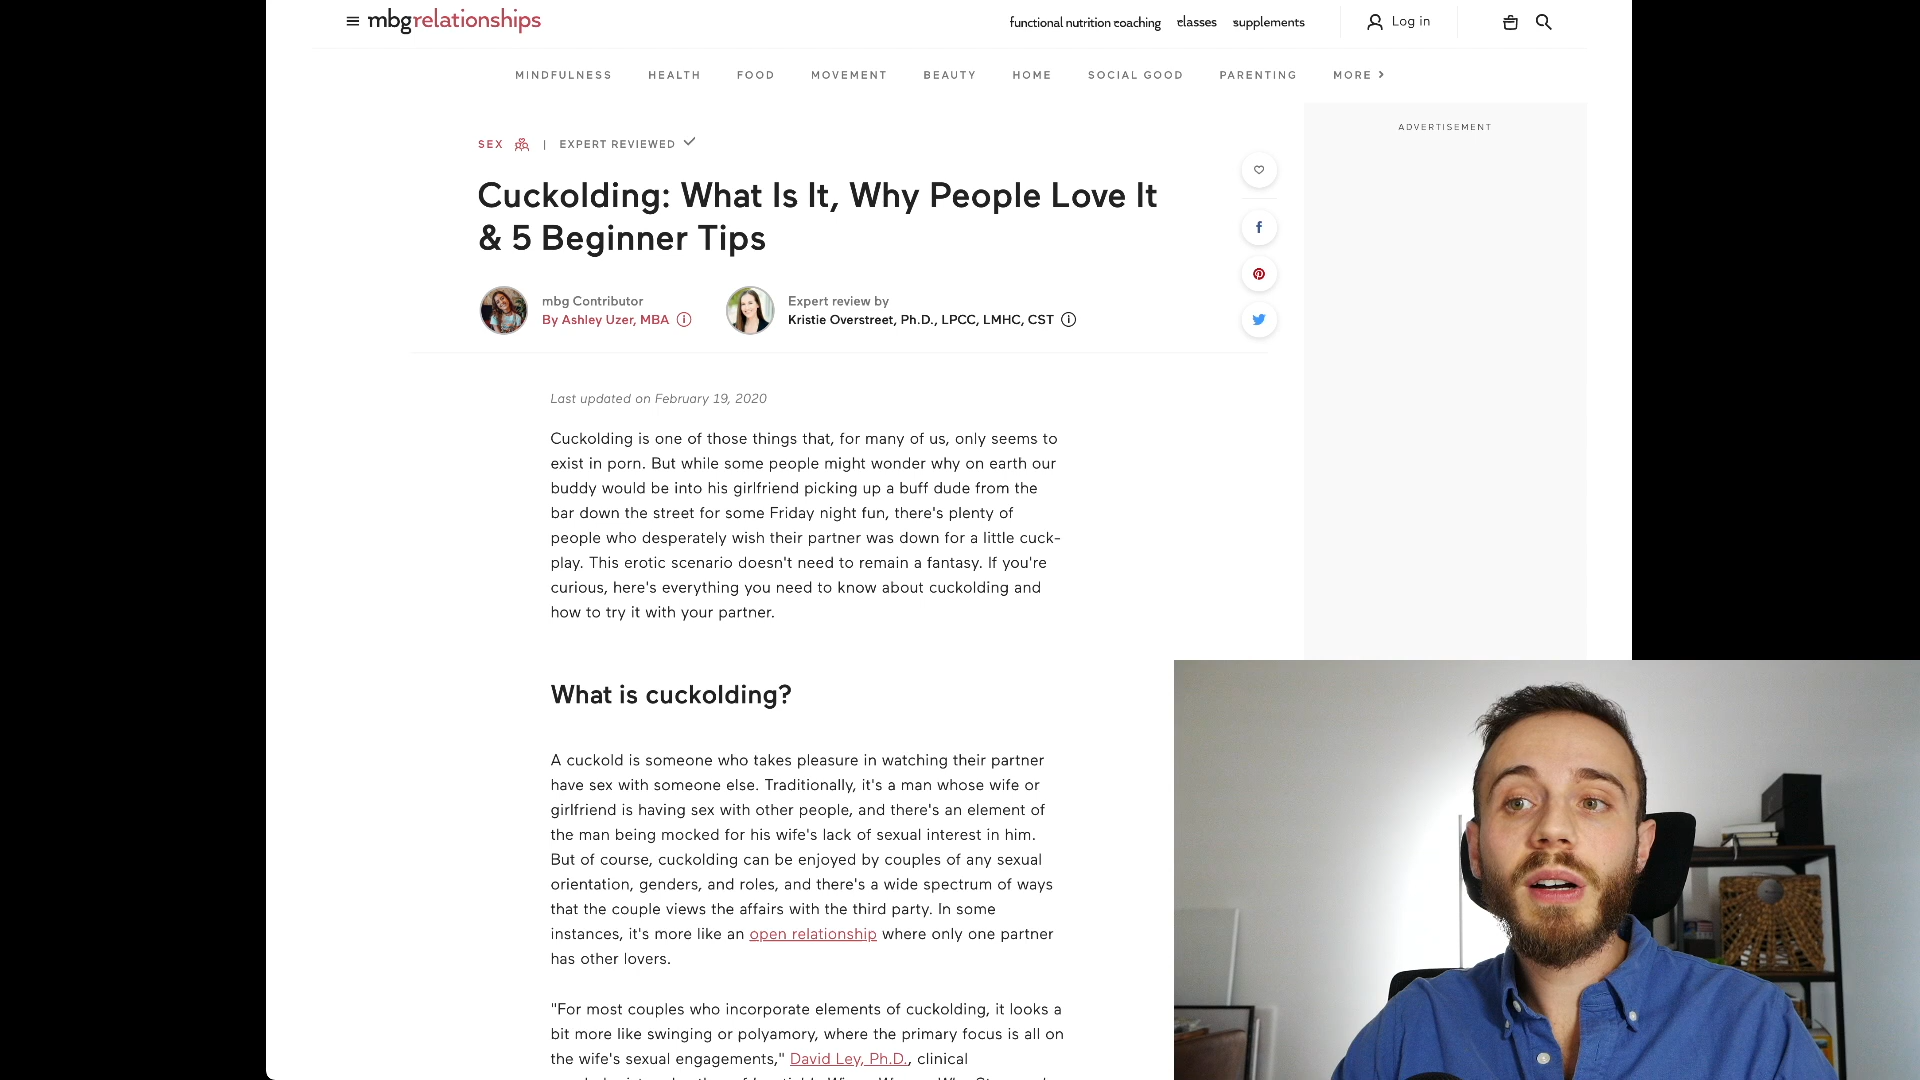 mbgrelationships
functional nutrition coaching classes supplements Log in
MINDFULNESS HEALTH FOOD MOVEMENT BEAUTY HOME SOCIAL GOOD PARENTING MORE >
ADVERTISEMENT
SEX | EXPERT REVIEWED
Cuckolding: What Is It, Why People Love It
& 5 Beginner Tips
mbg Contributor
By Ashley Uzer, MBA
Expert review by
Kristie Overstreet, Ph.D., LPCC, LMHC, CST
Last updated on February 19, 2020
Cuckolding is one of those things that, for many of us, only seems to
exist in porn. But while some people might wonder why on earth our
buddy would be into his girlfriend picking up a buff dude from the
bar down the street for some Friday night fun, there's plenty of
people who desperately wish their partner was down for a little cuck-
play. This erotic scenario doesn't need to remain a fantasy. If you're
curious, here's everything you need to know about cuckolding and
how to try it with your partner.
What is cuckolding?
A cuckold is someone who takes pleasure in watching their partner
have sex with someone else. Traditionally, it's a man whose wife or
girlfriend is having sex with other people, and there's an element of
the man being mocked for his wife's lack of sexual interest in him.
But of course, cuckolding can be enjoyed by couples of any sexual
orientation, genders, and roles, and there's a wide spectrum of ways
that the couple views the affairs with the third party. In some
instances, it's more like an open relationship where only one partner
has other lovers.
"For most couples who incorporate elements of cuckolding, it looks a
bit more like swinging or polyamory, where the primary focus is all on
the wife's sexual engagements," David Ley, Ph.D., clinical